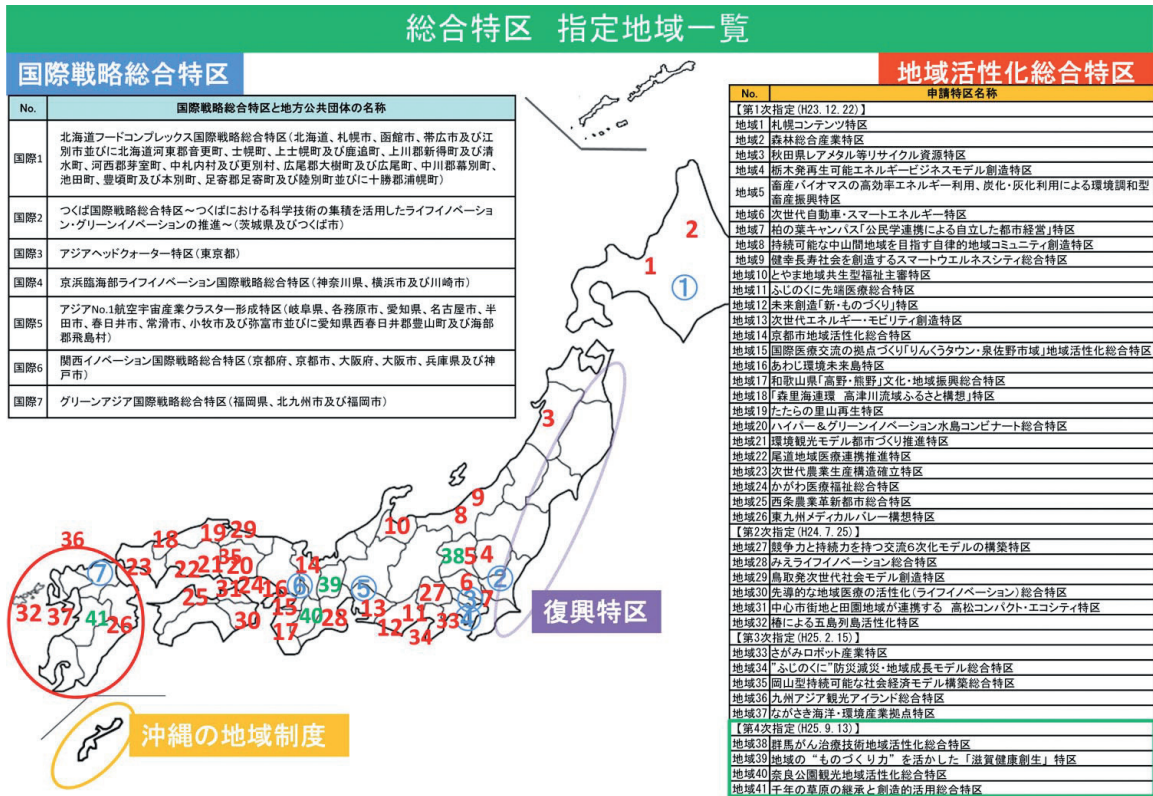 総合特区 指定地域一覧
国際戦略総合特区
No. 国際戦略総合特区と地方公共団体の名称
国際1 北海道フードコンプレックス国際戦略総合特区(北海道、札幌市、函館市、帯広市及び江
別市並びに北海道河東郡音更町、士幌町、上士幌町及び鹿追町、上川郡新得町及び清
水町、河西郡芽室町、中札内村及び更別村、広尾郡大樹町及び広尾町、中川郡幕別町、
池田町、豊頃町及び本別町、足寄郡足寄町及び陸別町並びに十勝郡浦幌町)
国際2 つくば国際戦略総合特区~つくばにおける科学技術の集積を活用したライフイノベーショ
ン・グリーンイノベーションの推進~(茨城県及びつくば市)
国際3 アジアヘッドクォーター特区(東京都)
国際4 京浜臨海部ライフイノベーション国際戦略総合特区(神奈川県、横浜市及び川崎市)
国際5 アジアNo.1航空宇宙産業クラスター形成特区(岐阜県、各務原市、愛知県、名古屋市、半
田市、春日井市、常滑市、小牧市及び弥富市並びに愛知県西春日井郡豊山町及び海部
郡飛島村)
国際6 関西イノベーション国際戦略総合特区(京都府、京都市、大阪府、大阪市、兵庫県及び神
戸市)
国際7 グリーンアジア国際戦略総合特区(福岡県、北九州市及び福岡市)
地域活性化総合特区
No. 申請特区名称
【第1次指定(H23.12.22)】
地域1 札幌コンテンツ特区
地域2 森林総合産業特区
地域3 秋田県レアメタル等リサイクル資源特区
地域4 栃木発再生可能エネルギービジネスモデル創造特区
地域5 畜産バイオマスの高効率エネルギー利用、炭化・灰化利用による環境調和型
畜産振興特区
地域6 次世代自動車・スマートエネルギー特区
地域7 柏の葉キャンパス「公民学連携による自立した都市経営」特区
地域8 持続可能な中山間地域を目指す自律的地域コミュニティ創造特区
地域9 健幸長寿社会を創造するスマートウエルネスシティ総合特区
地域10 とやま地域共生型福祉主審特区
地域11 ふじのくに先端医療総合特区
地域12 未来創造「新・ものづくり」特区
地域13 次世代エネルギー・モビリティ創造特区
地域14 京都市地域活性化総合特区
地域15 国際医療交流の拠点づくり「りんくうタウン・泉佐野市域」地域活性化総合特区
地域16 あわじ環境未来島特区
地域17 和歌山県「高野・熊野」文化・地域振興総合特区
地域18 「森里海連環 高津川流域ふるさと構想」特区
地域19 たたらの里山再生特区
地域20 ハイパー&グリーンイノベーション水島コンビナート総合特区
地域21 環境観光モデル都市づくり推進特区
地域22 尾道地域医療連携推進特区
地域23 次世代農業生産構造確立特区
地域24 かがわ医療福祉総合特区
地域25 西条農業革新都市総合特区
地域26 東九州メディカルバレー構想特区
【第2次指定(H24.7.25)】
地域27 競争力と持続力を持つ交流6次化モデルの構築特区
地域28 みえライフイノベーション総合特区
地域29 鳥取発次世代社会モデル創造特区
地域30 先導的な地域医療の活性化(ライフイノベーション)総合特区
地域31 中心市街地と田園地域が連携する 高松コンパクト・エコシティ特区
地域32 椿による五島列島活性化特区
【第3次指定(H25.2.15)】
地域33 さがみロボット産業特区
地域34 "ふじのくに"防災減災・地域成長モデル総合特区
地域35 岡山型持続可能な社会経済モデル構築総合特区
地域36 九州アジア観光アイランド総合特区
地域37 ながさき海洋・環境産業拠点特区
【第4次指定(H25.9.13)】
地域38 群馬がん治療技術地域活性化総合特区
地域39 地域の“ものづくり力”を活かした「滋賀健康創生」特区
地域40 奈良公園観光地域活性化総合特区
地域41 千年の草原の継承と創造的活用総合特区
2
1
①
3
9
8
10
38 5 4
36
18 19 29
14
35
23 22 21 20
⑦
⑥ 39
⑤
6 ②
25 31 24 16
27
③ 7
32 37 41 26
15
13 11
④
30
40 28
12 33
17
34
復興特区
沖縄の地域制度